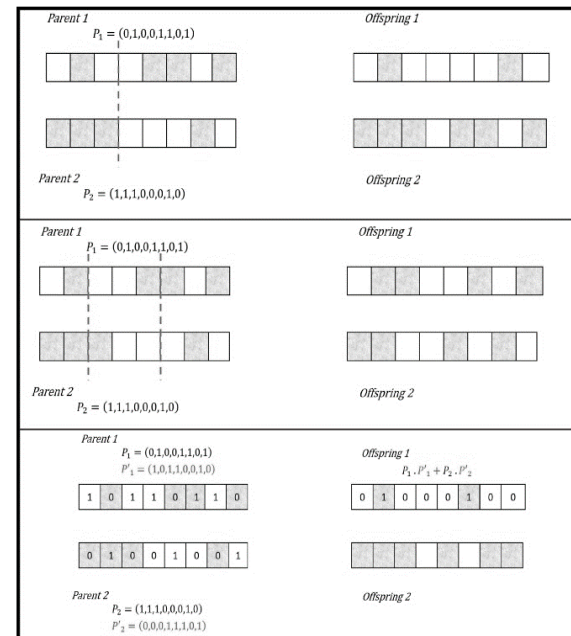 Parent 1
Offspring 1
P₁ = (0,1,0,0,1,1,0,1)
Parent 2
Offspring 2
P₂ = (1,1,1,0,0,0,1,0)
Parent 1
Offspring 1
P₁ = (0,1,0,0,1,1,0,1)
Parent 2
Offspring 2
P₂ = (1,1,1,0,0,0,1,0)
Parent 1
P₁ = (0,1,0,0,1,1,0,1)
P'₁ = (1,0,1,1,0,0,1,0)
Offspring 1
P₁.P'₁ + P₂.P'₂
1 0 1 1 0 1 1 0
0 1 0 0 0 1 0 0
0 1 0 0 1 0 0 1
Parent 2
Offspring 2
P₂ = (1,1,1,0,0,0,1,0)
P'₂ = (0,0,0,1,1,1,0,1)